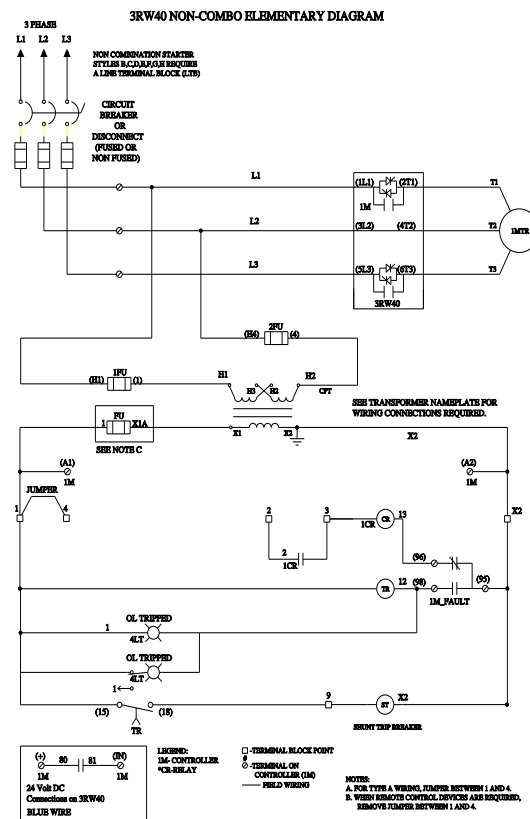 3RW40 NON-COMBO ELEMENTARY DIAGRAM
3 PHASE
L1 L2 L3
NON COMBINATION STARTER
STYLES B,C,D,E,F,G,H REQUIRE
A LINE TERMINAL BLOCK (LTB)
CIRCUIT
BREAKER
OR
DISCONNECT
(FUSED OR
NON FUSED)
L1 (1L1) (2T1) T1
1M
L2 (3L2) (4T2) T2 1MTR
L3 (5L3) (6T3) T3
3RW40
2FU
(H4) (4)
1FU
(H1) (1)
H1 H3 H2 H2
CPT
SEE TRANSFORMER NAMEPLATE FOR
WIRING CONNECTIONS REQUIRED.
FU
1 X1A
SEE NOTE C
X1 X2
X2
(A1)
1M
(A2)
1M
JUMPER
1 4
2 3 1CR CR 13
X2
2
1CR
(96)
TR 12 (98) (95)
1M_FAULT
OL TRIPPED
1
4LT
OL TRIPPED
4LT
1
(15) (18)
TR
9 ST X2
SHUNT TRIP BREAKER
(+) 80 81 (IN)
1M 1M
24 Volt DC
Connections on 3RW40
BLUE WIRE
LEGEND:
1M- CONTROLLER
*CR-RELAY
-TERMINAL BLOCK POINT
#
-TERMINAL ON
CONTROLLER (1M)
FIELD WIRING
NOTES:
A. FOR TYPE A WIRING, JUMPER BETWEEN 1 AND 4.
B. WHEN REMOTE CONTROL DEVICES ARE REQUIRED,
REMOVE JUMPER BETWEEN 1 AND 4.